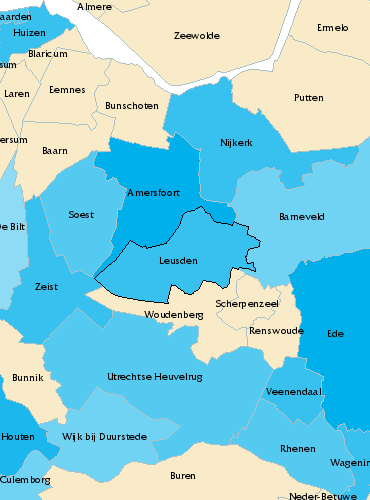 Almere
aarden
Huizen
Zeewolde
Ermelo
Blaricum
sum
Laren
Eemnes
Bunschoten
Putten
ersum
Baarn
Nijkerk
Amersfoort
Soest
Barneveld
De Bilt
Leusden
Zeist
Scherpenzeel
Woudenberg
Renswoude
Ede
Bunnik
Utrechtse Heuvelrug
Veenendaal
Houten
Wijk bij Duurstede
Rhenen
Wagenin
Culemborg
Buren
Neder-Betuwe